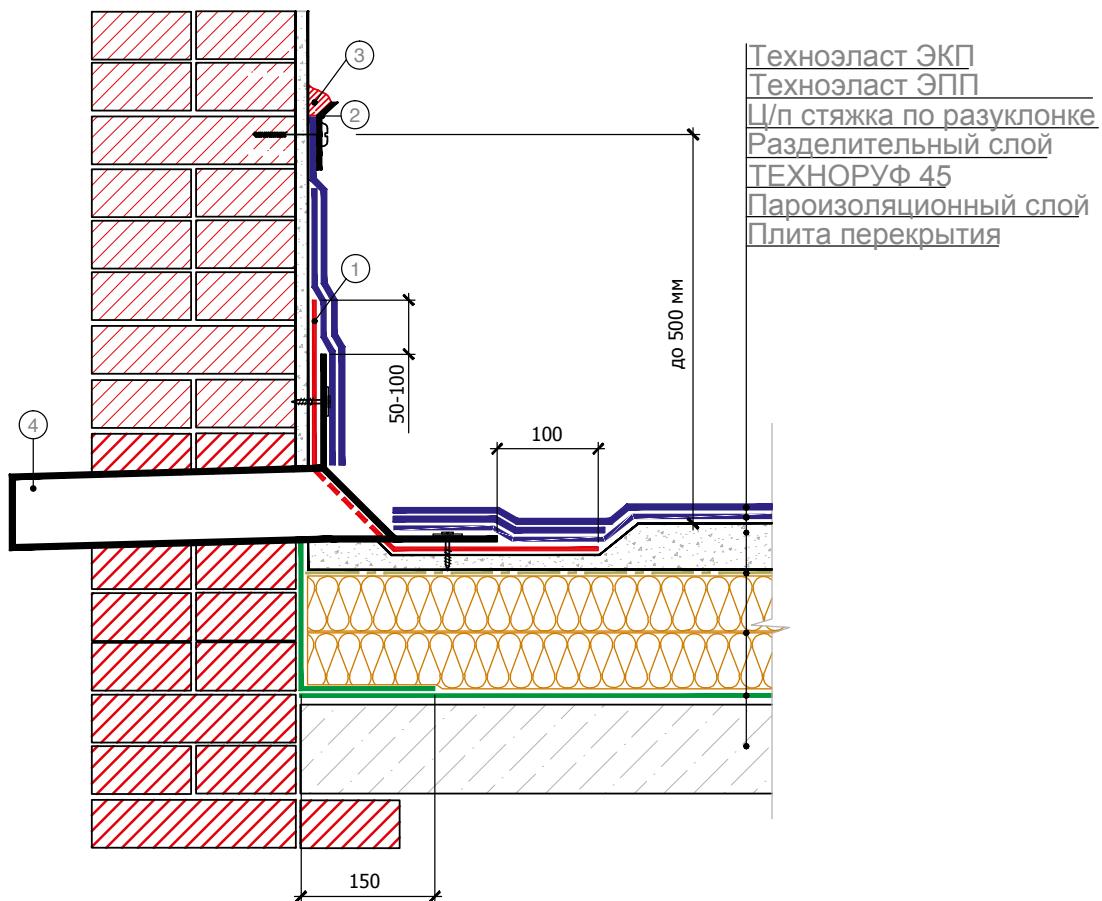 3
2
Техноэласт ЭКП
Техноэласт ЭПП
Ц/п стяжка по разуклонке
Разделительный слой
ТЕХНОРУФ 45
Пароизоляционный слой
Плита перекрытия
1
до 500 мм
50-100
4
100
150